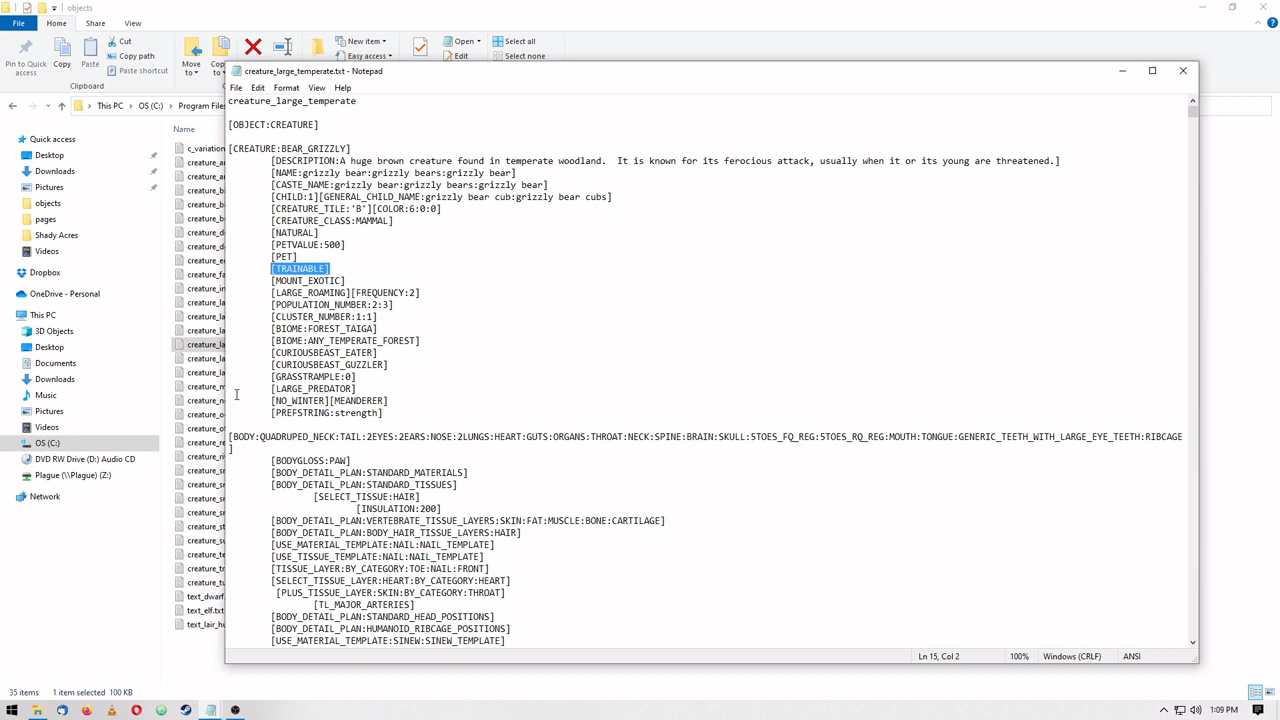 objects
File
Home
Share
View
Pin to Quick access
Copy
Paste
Cut
Copy path
Paste shortcut
Clipboard
Move to
New item
Easy access
Open
Edit
Select all
Select none
This PC
OS (C:)
Program Files
Name
Quick access
Desktop
Downloads
Pictures
objects
pages
Shady Acres
Videos
Dropbox
OneDrive - Personal
This PC
3D Objects
Desktop
Documents
Downloads
Music
Pictures
Videos
OS (C:)
DVD RW Drive (D:) Audio CD
Plague (\\Plague) (Z:)
Network
c_variation
text_dwarf.
text_elf.txt
text_lair_hu
creature_large_temperate.txt - Notepad
File Edit Format View Help
creature_large_temperate
[OBJECT:CREATURE]
[CREATURE:BEAR_GRIZZLY]
[DESCRIPTION:A huge brown creature found in temperate woodland.  It is known for its ferocious attack, usually when it or its young are threatened.]
[NAME:grizzly bear:grizzly bears:grizzly bear]
[CASTE_NAME:grizzly bear:grizzly bears:grizzly bear]
[CHILD:1][GENERAL_CHILD_NAME:grizzly bear cub:grizzly bear cubs]
[CREATURE_TILE:'B'][COLOR:6:0:0]
[CREATURE_CLASS:MAMMAL]
[NATURAL]
[PETVALUE:500]
[PET]
[TRAINABLE]
[MOUNT_EXOTIC]
[LARGE_ROAMING][FREQUENCY:2]
[POPULATION_NUMBER:2:3]
[CLUSTER_NUMBER:1:1]
[BIOME:FOREST_TAIGA]
[BIOME:ANY_TEMPERATE_FOREST]
[CURIOUSBEAST_EATER]
[CURIOUSBEAST_GUZZLER]
[GRASSTRAMPLE:0]
[LARGE_PREDATOR]
[NO_WINTER][MEANDERER]
[PREFSTRING:strength]
[BODY:QUADRUPED_NECK:TAIL:2EYES:2EARS:NOSE:2LUNGS:HEART:GUTS:ORGANS:THROAT:NECK:SPINE:BRAIN:SKULL:5TOES_FQ_REG:5TOES_RQ_REG:MOUTH:TONGUE:GENERIC_TEETH_WITH_LARGE_EYE_TEETH:RIBCAGE
]
[BODYGLOSS:PAW]
[BODY_DETAIL_PLAN:STANDARD_MATERIALS]
[BODY_DETAIL_PLAN:STANDARD_TISSUES]
[SELECT_TISSUE:HAIR]
[INSULATION:200]
[BODY_DETAIL_PLAN:VERTEBRATE_TISSUE_LAYERS:SKIN:FAT:MUSCLE:BONE:CARTILAGE]
[BODY_DETAIL_PLAN:BODY_HAIR_TISSUE_LAYERS:HAIR]
[USE_MATERIAL_TEMPLATE:NAIL:NAIL_TEMPLATE]
[USE_TISSUE_TEMPLATE:NAIL:NAIL_TEMPLATE]
[TISSUE_LAYER:BY_CATEGORY:TOE:NAIL:FRONT]
[SELECT_TISSUE_LAYER:HEART:BY_CATEGORY:HEART]
[PLUS_TISSUE_LAYER:SKIN:BY_CATEGORY:THROAT]
[TL_MAJOR_ARTERIES]
[BODY_DETAIL_PLAN:STANDARD_HEAD_POSITIONS]
[BODY_DETAIL_PLAN:HUMANOID_RIBCAGE_POSITIONS]
[USE_MATERIAL_TEMPLATE:SINEW:SINEW_TEMPLATE]
Ln 15, Col 2
100%
Windows (CRLF)
ANSI
35 items
1 item selected 100 KB
1:09 PM